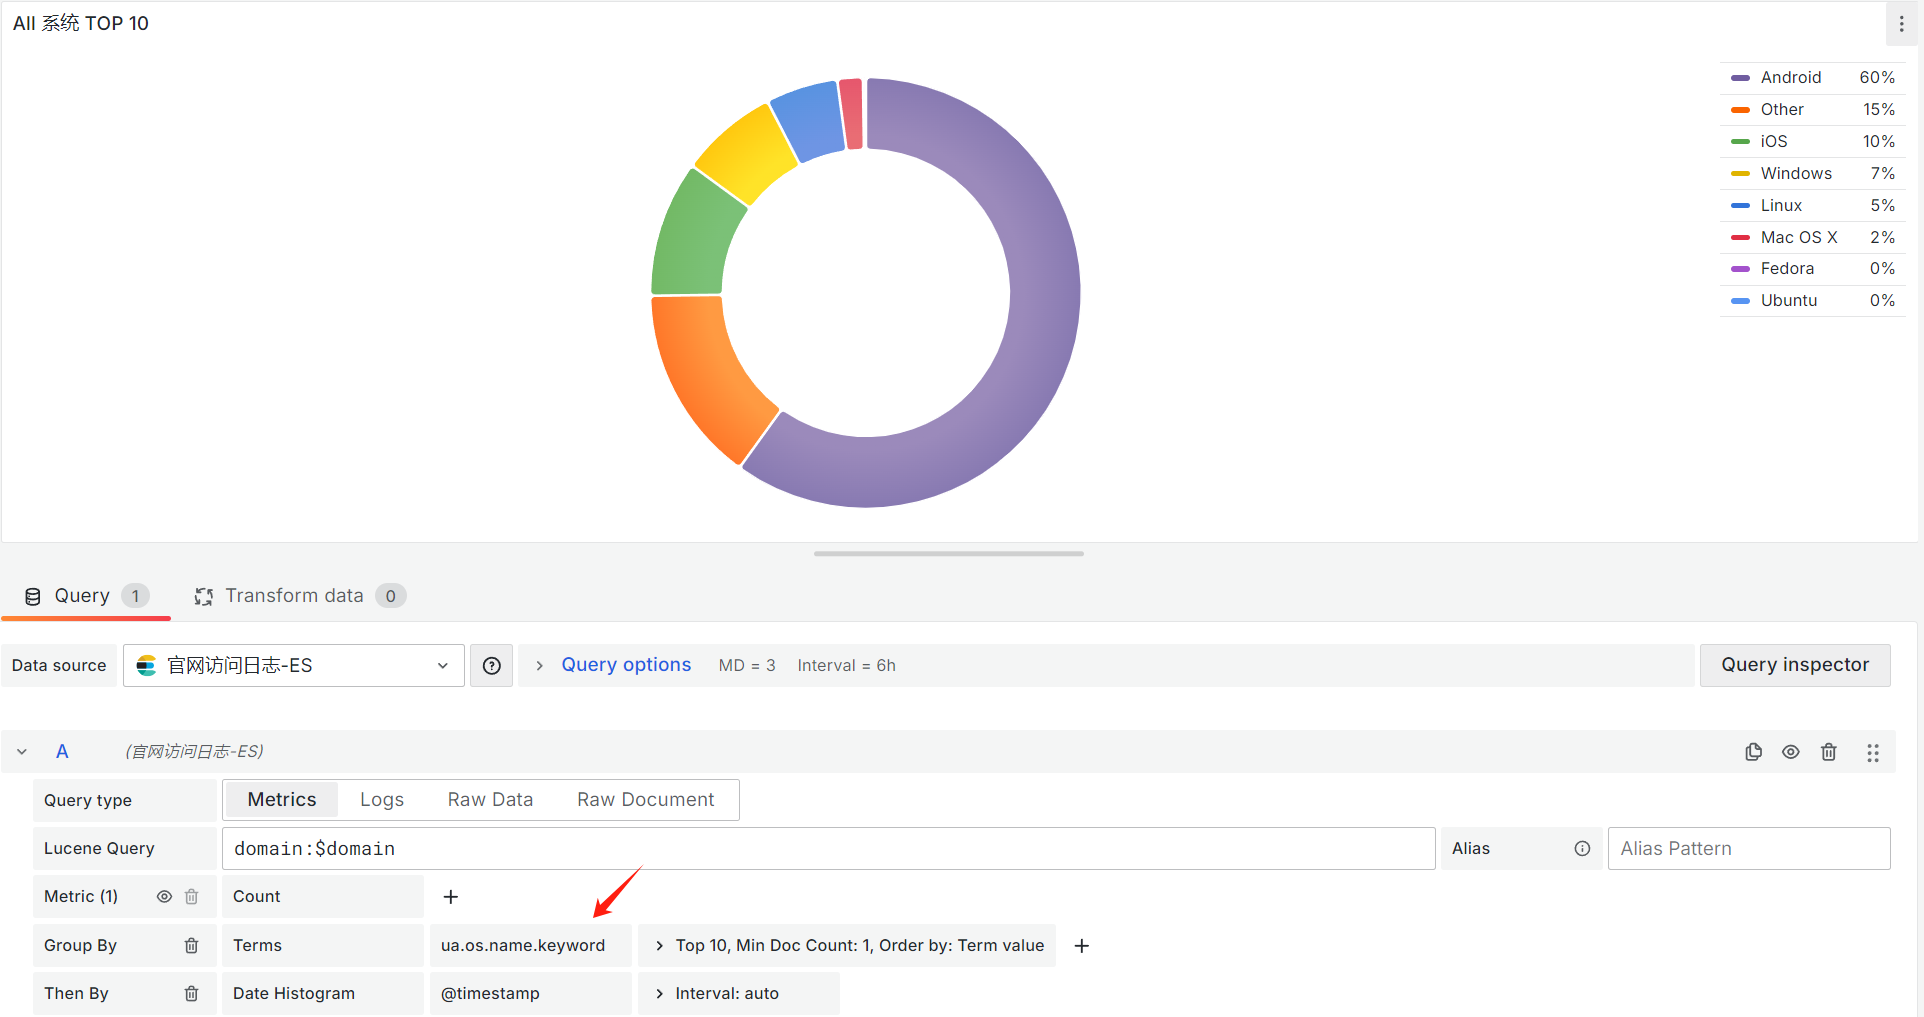 All 系统 TOP 10
Android 60%
Other 15%
iOS 10%
Windows 7%
Linux 5%
Mac OS X 2%
Fedora 0%
Ubuntu 0%
Query 1 Transform data 0
Data source 官网访问日志-ES Query options MD = 3 Interval = 6h Query inspector
A (官网访问日志-ES)
Query type Metrics Logs Raw Data Raw Document
Lucene Query domain:$domain Alias Alias Pattern
Metric (1) Count
Group By Terms ua.os.name.keyword Top 10, Min Doc Count: 1, Order by: Term value
Then By Date Histogram @timestamp Interval: auto